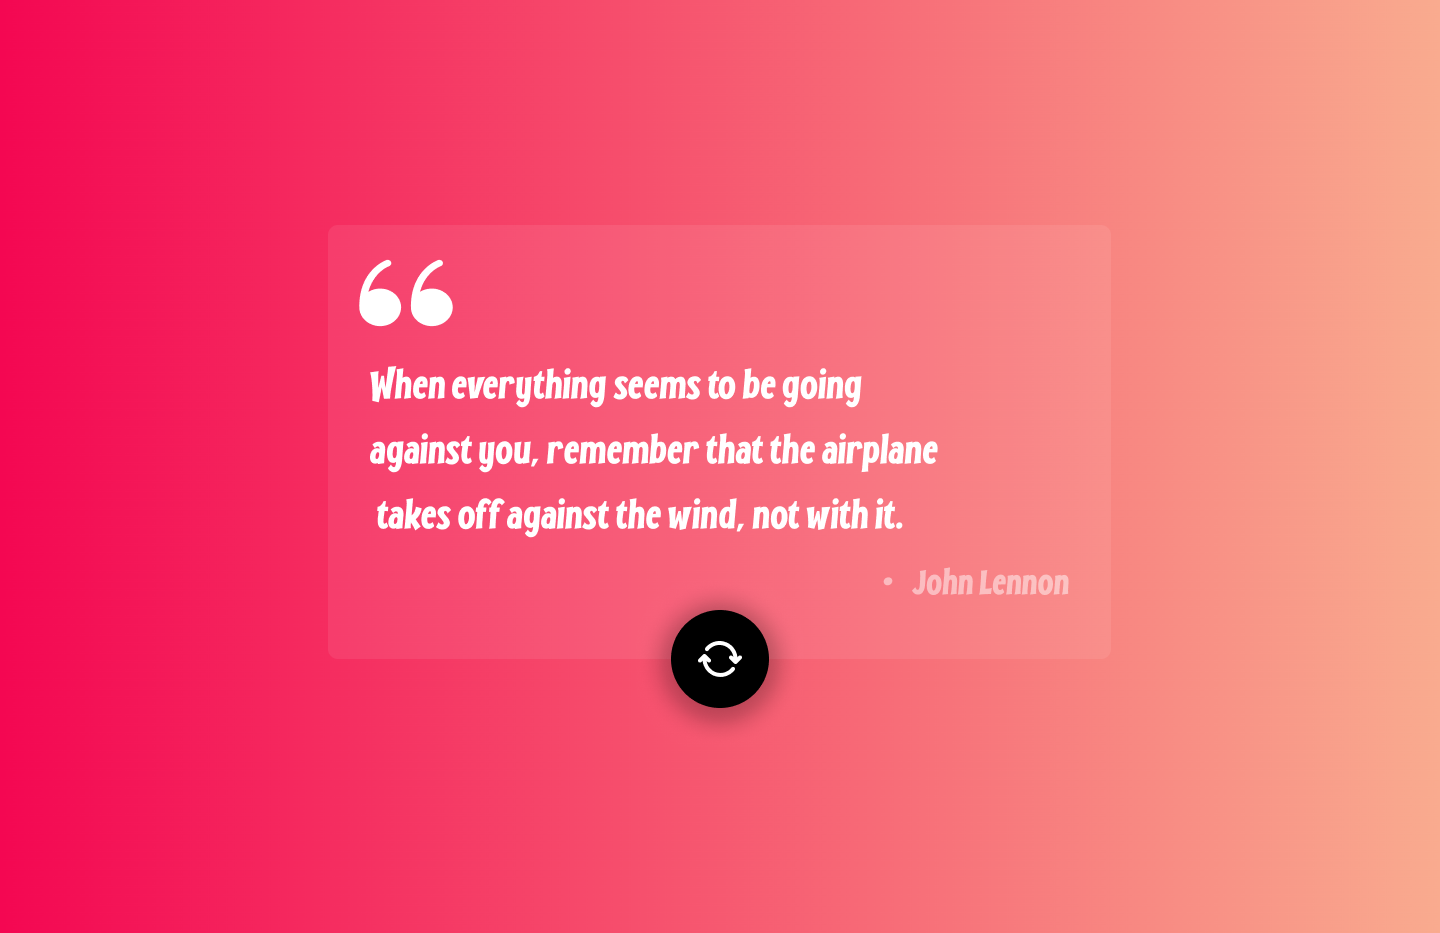 “
When everything seems to be going
against you, remember that the airplane
takes off against the wind, not with it.
• John Lennon